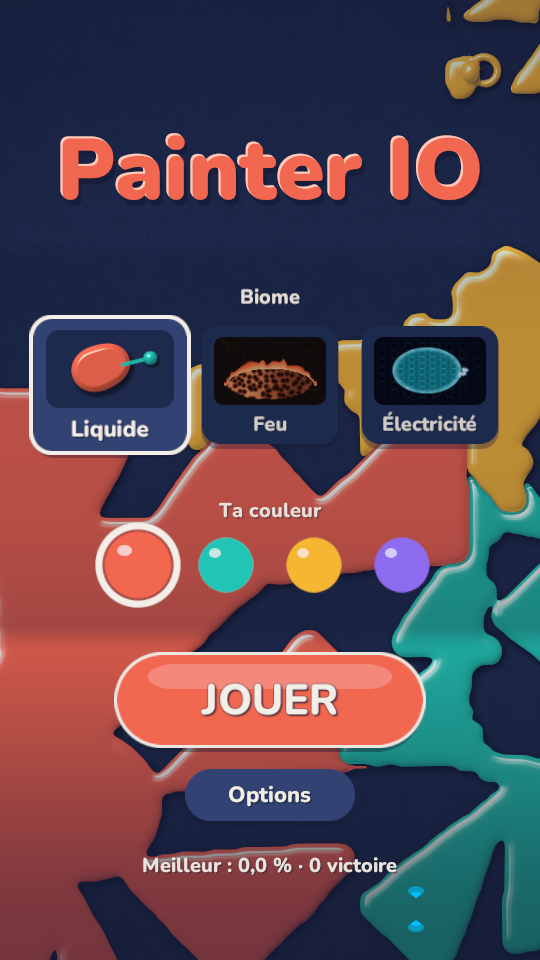 Painter IO
Biome
Liquide
Feu
Électricité
Ta couleur
JOUER
Options
Meilleur : 0,0 % · 0 victoire